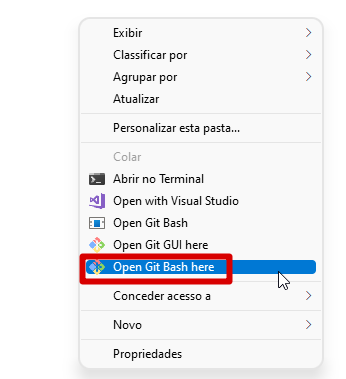 Exibir
Classificar por
Agrupar por
Atualizar
Personalizar esta pasta...
Colar
Abrir no Terminal
Open with Visual Studio
Open Git Bash
Open Git GUI here
Open Git Bash here
Conceder acesso a
Novo
Propriedades